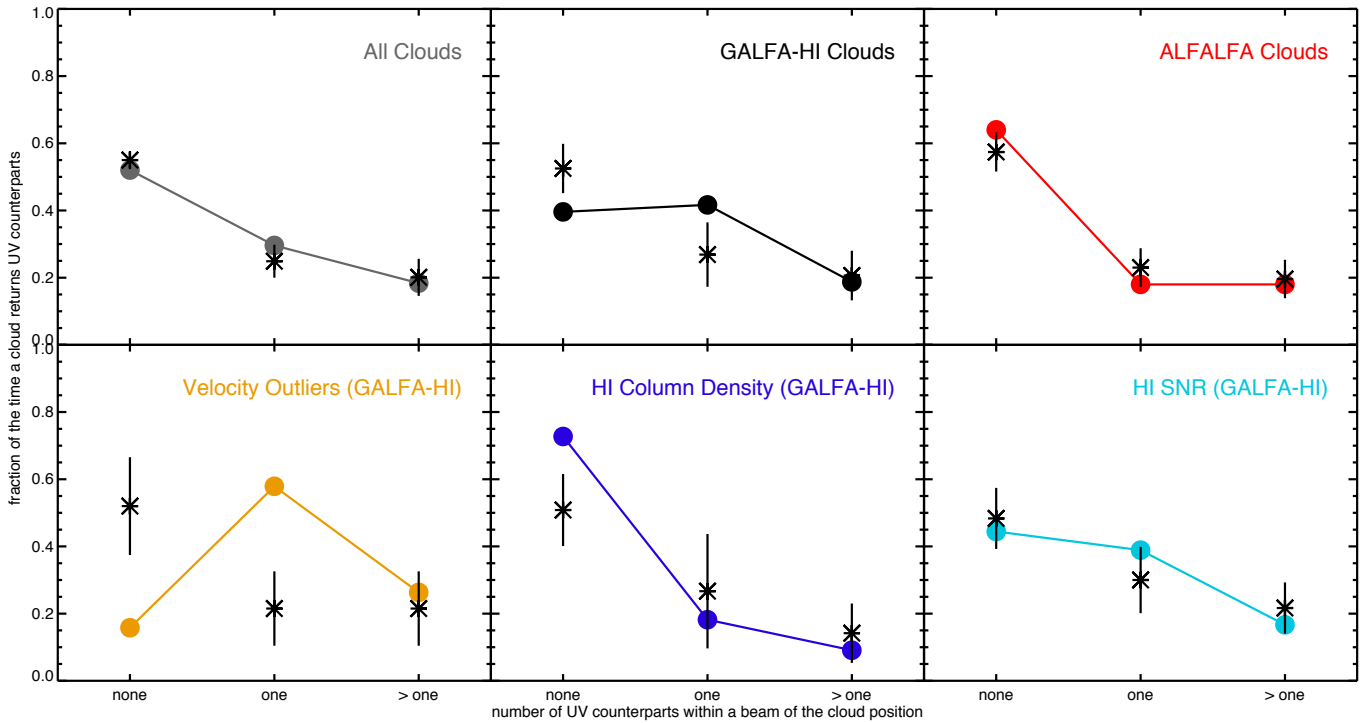 fraction of the time a cloud returns UV counterparts
1.0
0.8
0.6
0.4
0.2
0.0
All Clouds
GALFA-HI Clouds
ALFALFA Clouds
1.0
0.8
0.6
0.4
0.2
0.0
Velocity Outliers (GALFA-HI)
HI Column Density (GALFA-HI)
HI SNR (GALFA-HI)
none one > one
none one > one
none one > one
number of UV counterparts within a beam of the cloud position